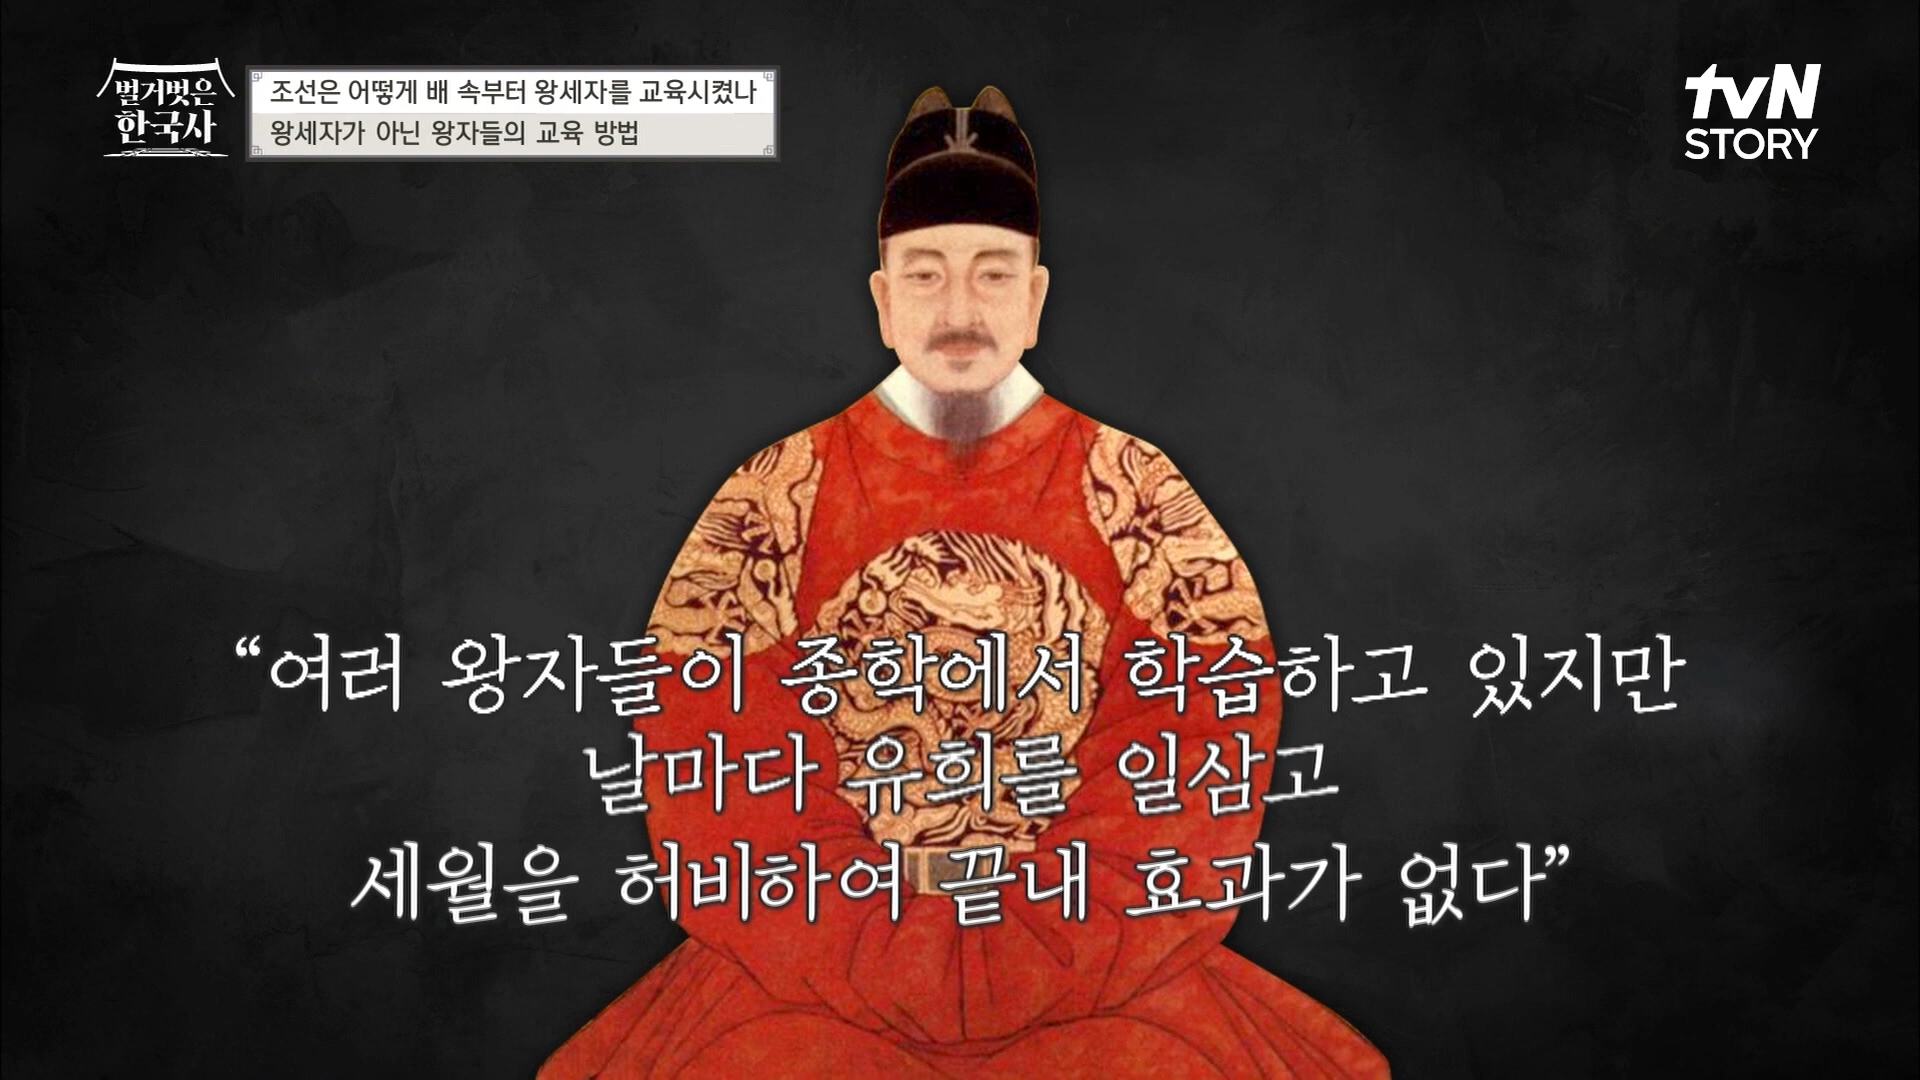 벌거벗은
한국사
조선은 어떻게 배 속부터 왕세자를 교육시켰나
왕세자가 아닌 왕자들의 교육 방법
tvN
STORY
“여러 왕자들이 종학에서 학습하고 있지만
날마다 유희를 일삼고
세월을 허비하여 끝내 효과가 없다”